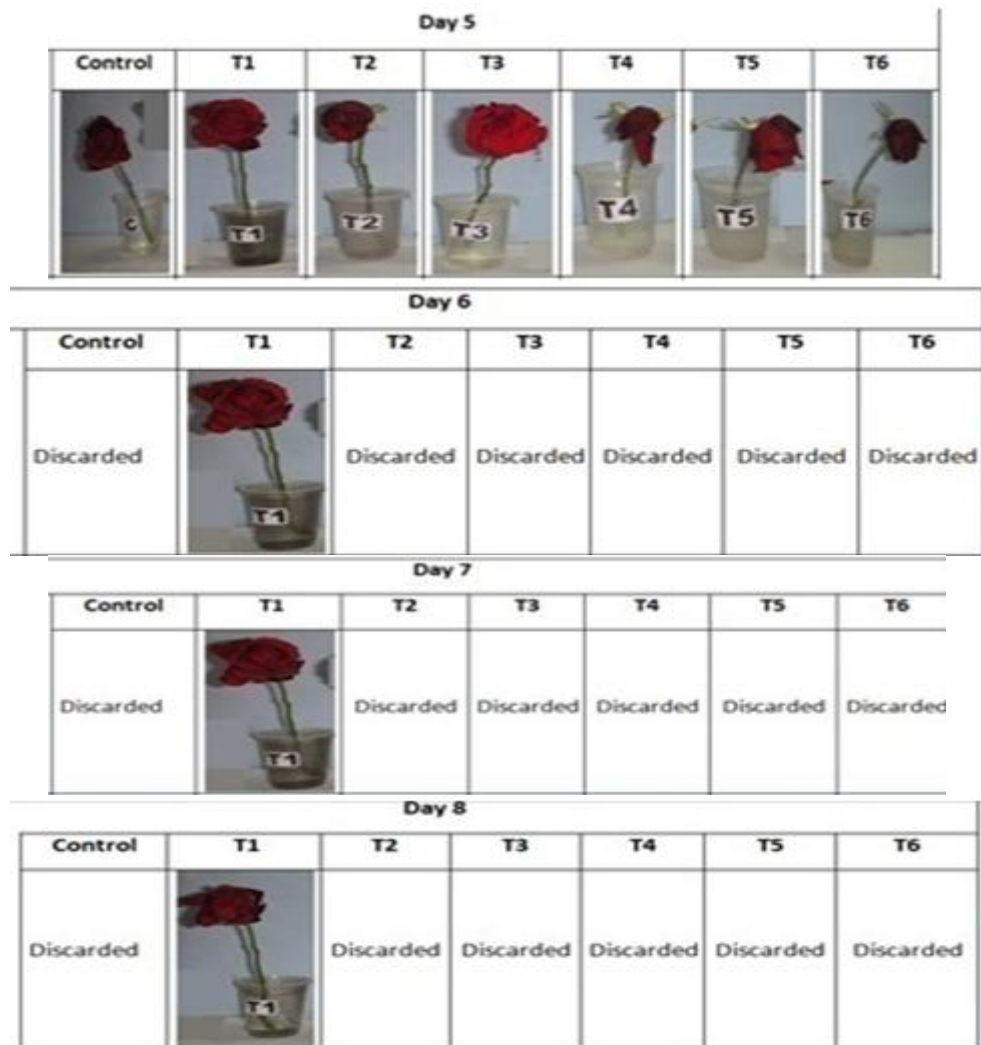 Day 5
Control T1 T2 T3 T4 T5 T6
C T1 T2 T3 T4 T5 T6
Day 6
Control T1 T2 T3 T4 T5 T6
Discarded T1 Discarded Discarded Discarded Discarded Discarded
Day 7
Control T1 T2 T3 T4 T5 T6
Discarded T1 Discarded Discarded Discarded Discarded Discarded
Day 8
Control T1 T2 T3 T4 T5 T6
Discarded T1 Discarded Discarded Discarded Discarded Discarded